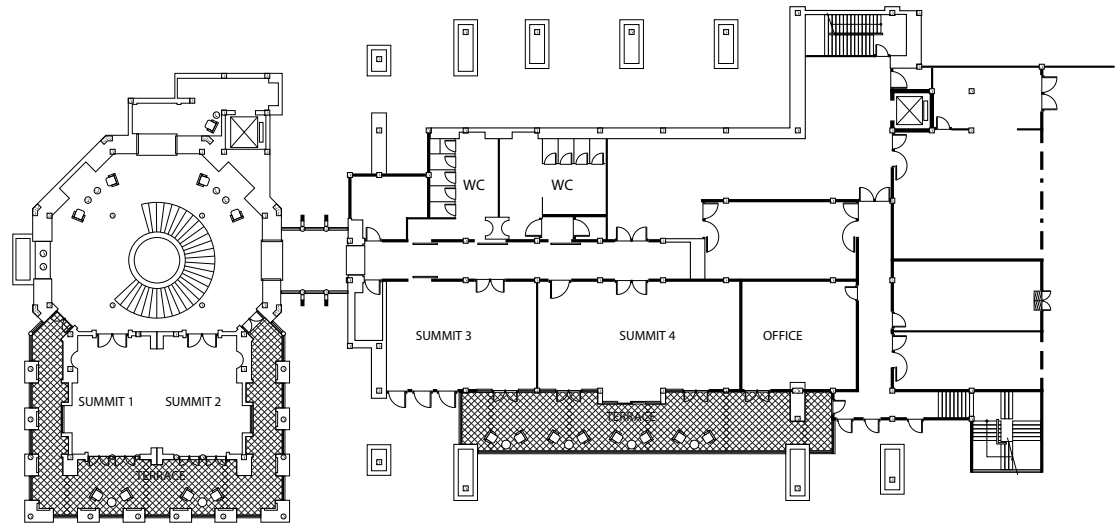 WC
WC
SUMMIT 3
SUMMIT 4
OFFICE
SUMMIT 1
SUMMIT 2
TERRACE
TERRACE